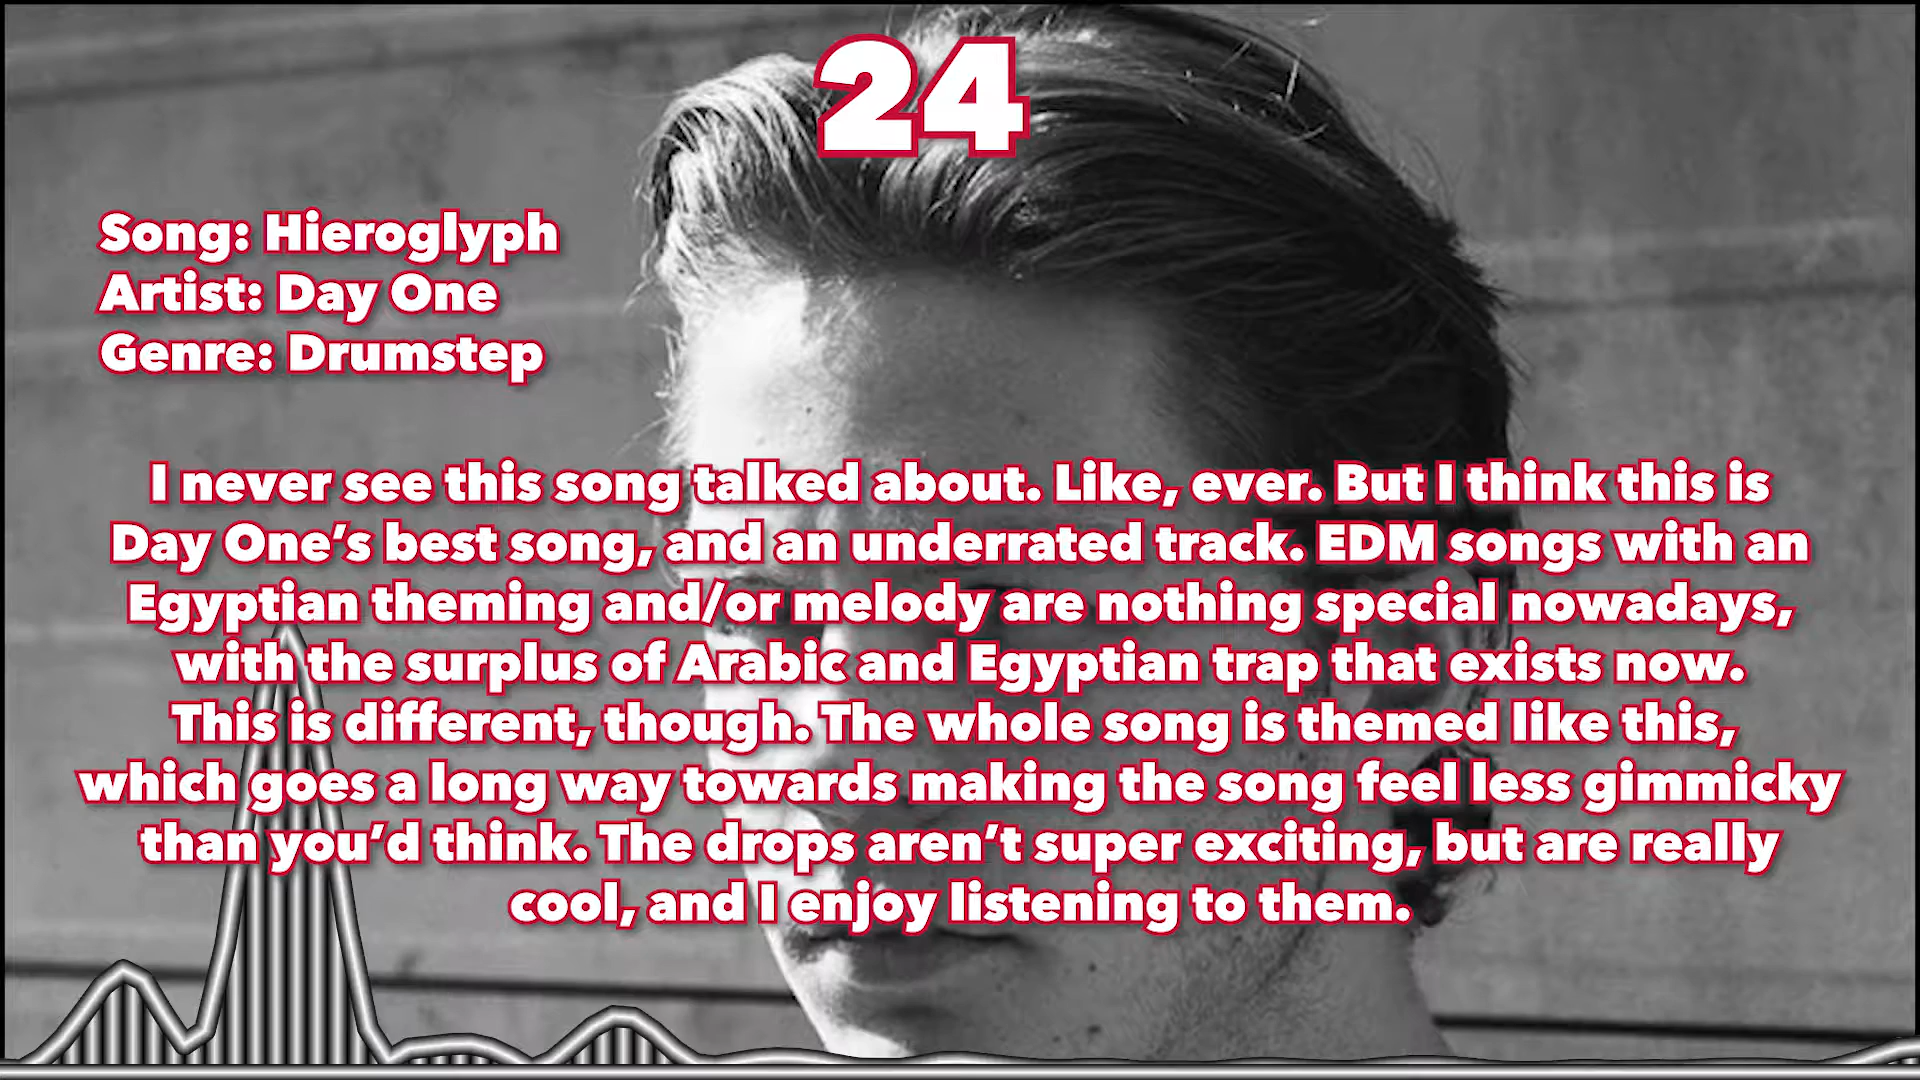 24
Song: Hieroglyph
Artist: Day One
Genre: Drumstep
I never see this song talked about. Like, ever. But I think this is
Day One’s best song, and an underrated track. EDM songs with an
Egyptian theming and/or melody are nothing special nowadays,
with the surplus of Arabic and Egyptian trap that exists now.
This is different, though. The whole song is themed like this,
which goes a long way towards making the song feel less gimmicky
than you’d think. The drops aren’t super exciting, but are really
cool, and I enjoy listening to them.